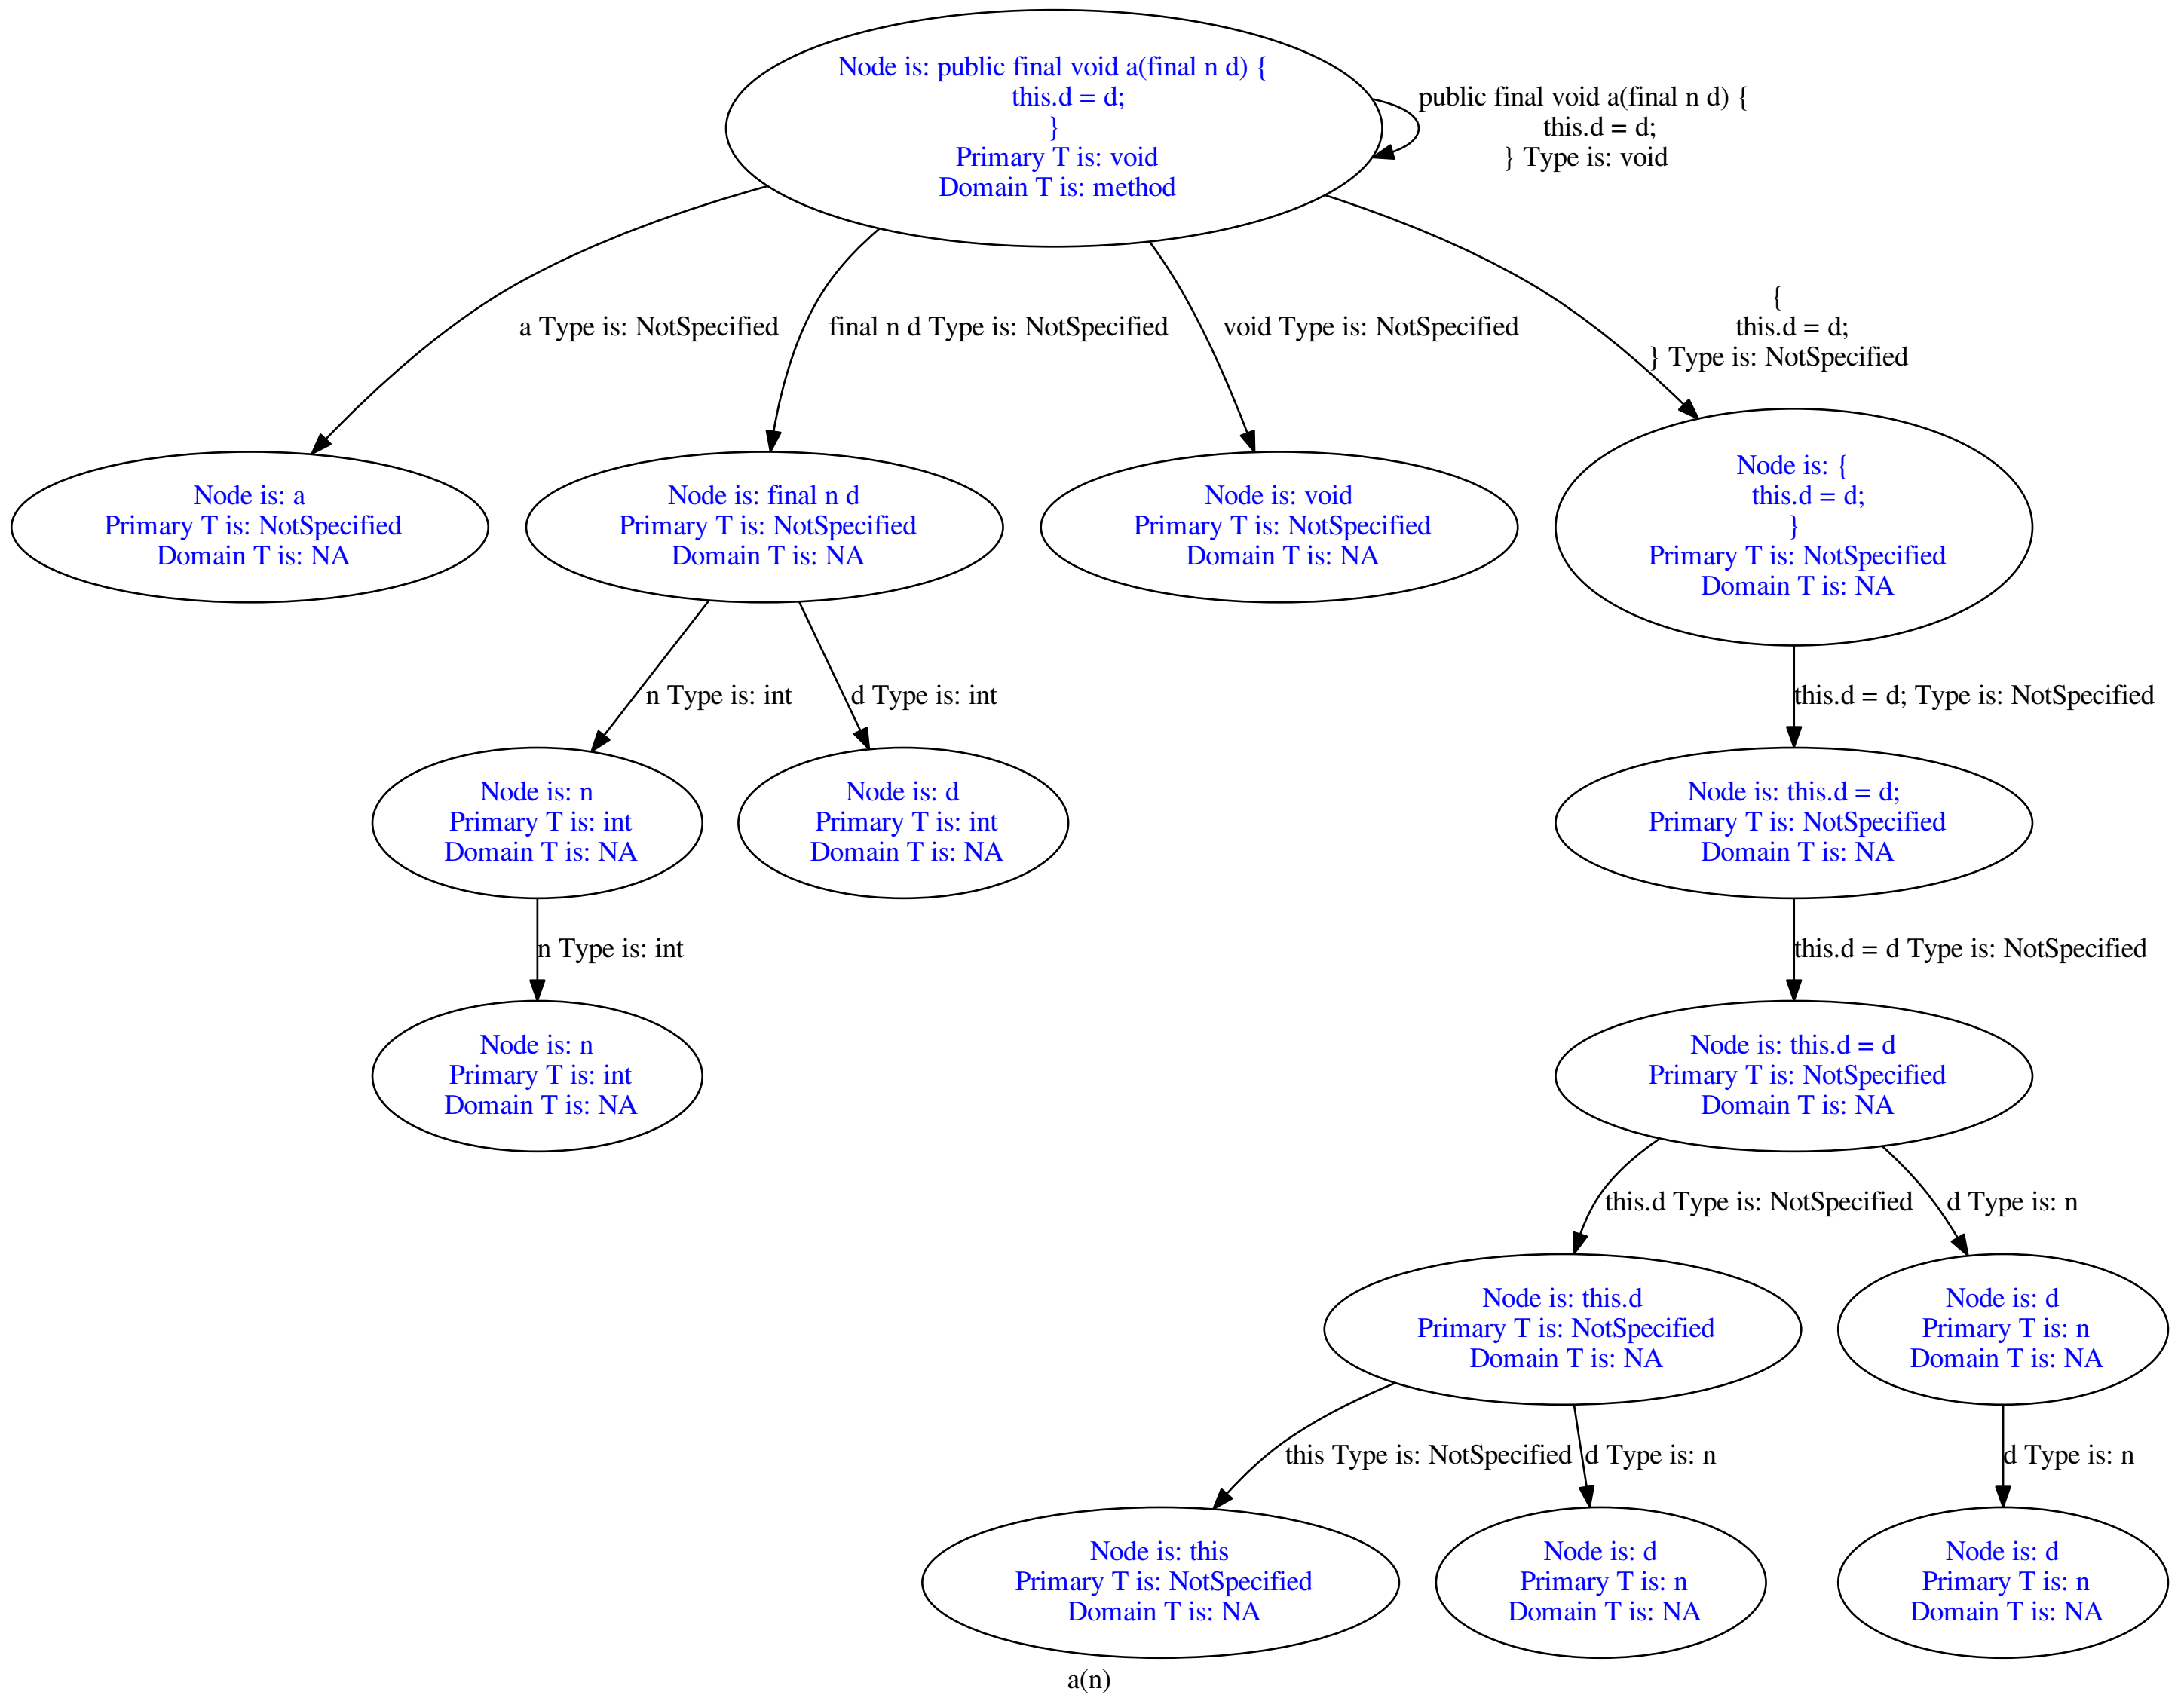 Node is: public final void a(final n d) {
this.d = d;
}
Primary T is: void
Domain T is: method
public final void a(final n d) {
this.d = d;
} Type is: void
a Type is: NotSpecified
final n d Type is: NotSpecified
void Type is: NotSpecified
{
this.d = d;
} Type is: NotSpecified
Node is: a
Primary T is: NotSpecified
Domain T is: NA
Node is: final n d
Primary T is: NotSpecified
Domain T is: NA
Node is: void
Primary T is: NotSpecified
Domain T is: NA
Node is: {
this.d = d;
}
Primary T is: NotSpecified
Domain T is: NA
n Type is: int
d Type is: int
this.d = d; Type is: NotSpecified
Node is: n
Primary T is: int
Domain T is: NA
Node is: d
Primary T is: int
Domain T is: NA
Node is: this.d = d;
Primary T is: NotSpecified
Domain T is: NA
n Type is: int
this.d = d Type is: NotSpecified
Node is: n
Primary T is: int
Domain T is: NA
Node is: this.d = d
Primary T is: NotSpecified
Domain T is: NA
this.d Type is: NotSpecified
d Type is: n
Node is: this.d
Primary T is: NotSpecified
Domain T is: NA
Node is: d
Primary T is: n
Domain T is: NA
this Type is: NotSpecified
d Type is: n
d Type is: n
Node is: this
Primary T is: NotSpecified
Domain T is: NA
Node is: d
Primary T is: n
Domain T is: NA
Node is: d
Primary T is: n
Domain T is: NA
a(n)